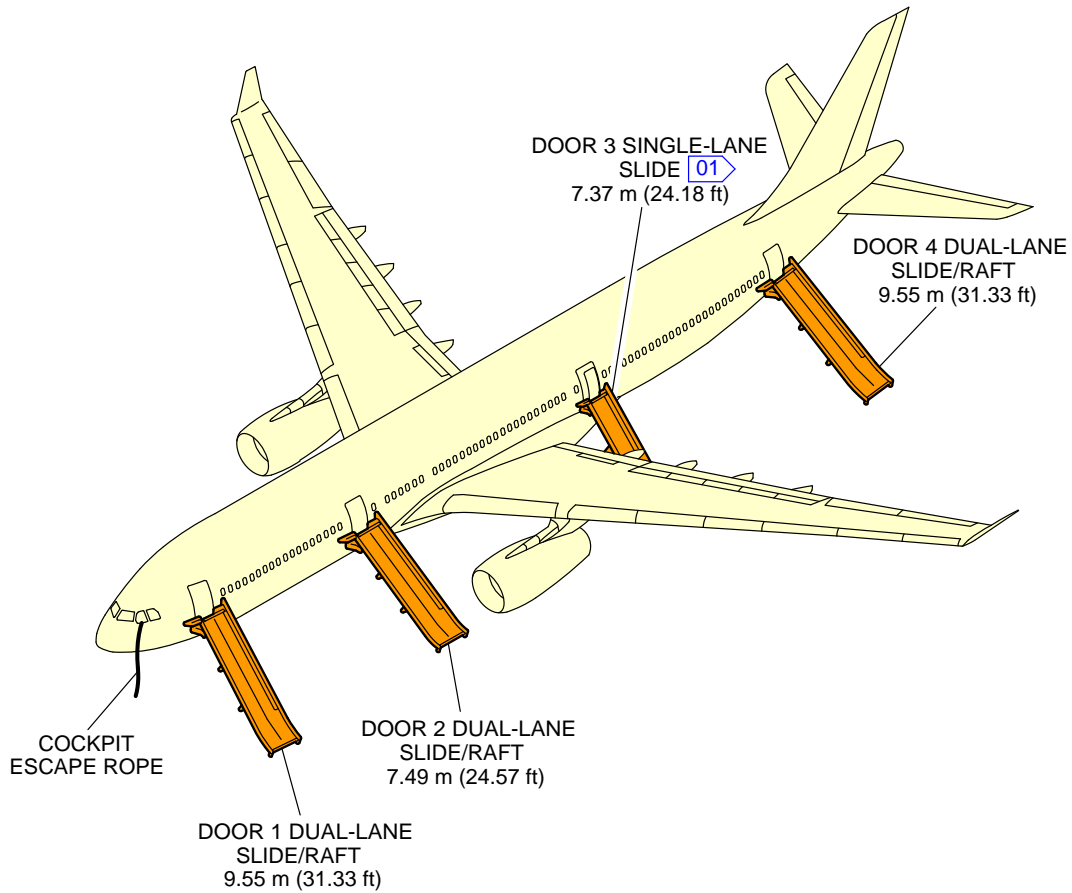 DOOR 3 SINGLE-LANE
SLIDE 01
7.37 m (24.18 ft)
DOOR 4 DUAL-LANE
SLIDE/RAFT
9.55 m (31.33 ft)
COCKPIT
ESCAPE ROPE
DOOR 2 DUAL-LANE
SLIDE/RAFT
7.49 m (24.57 ft)
DOOR 1 DUAL-LANE
SLIDE/RAFT
9.55 m (31.33 ft)